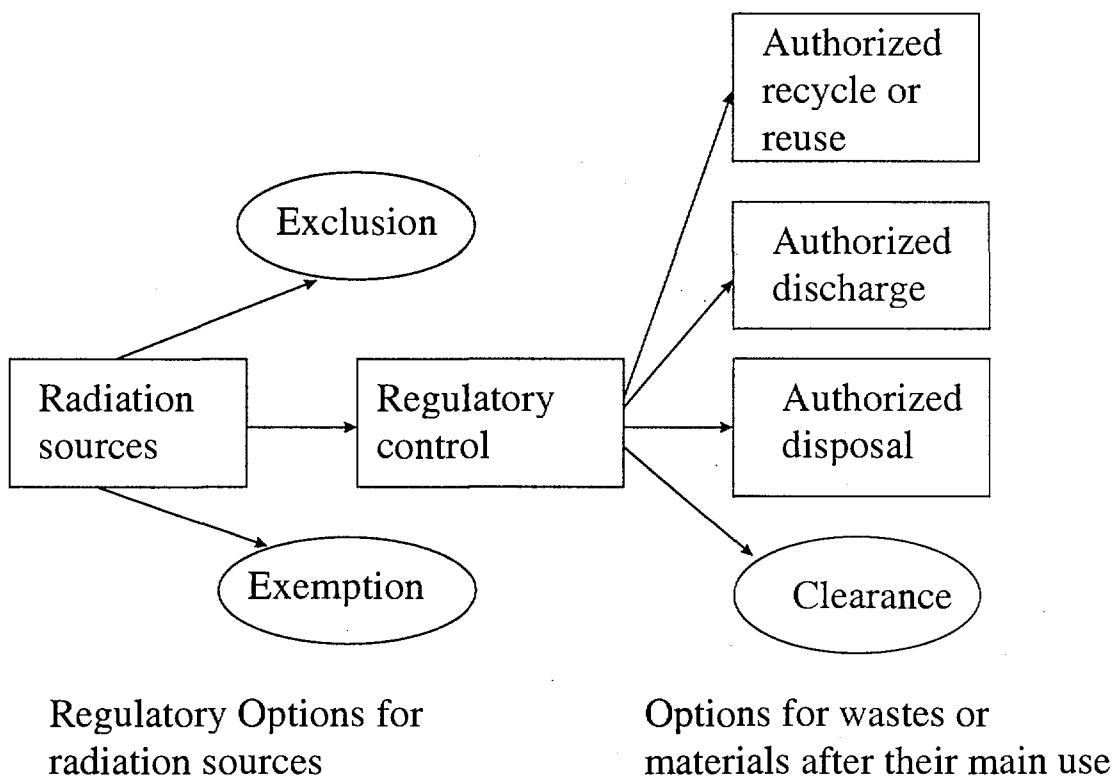 Authorized
recycle or
reuse
Exclusion
Authorized
discharge
Radiation
sources
Regulatory
control
Authorized
disposal
Exemption
Clearance
Regulatory Options for
radiation sources
Options for wastes or
materials after their main use